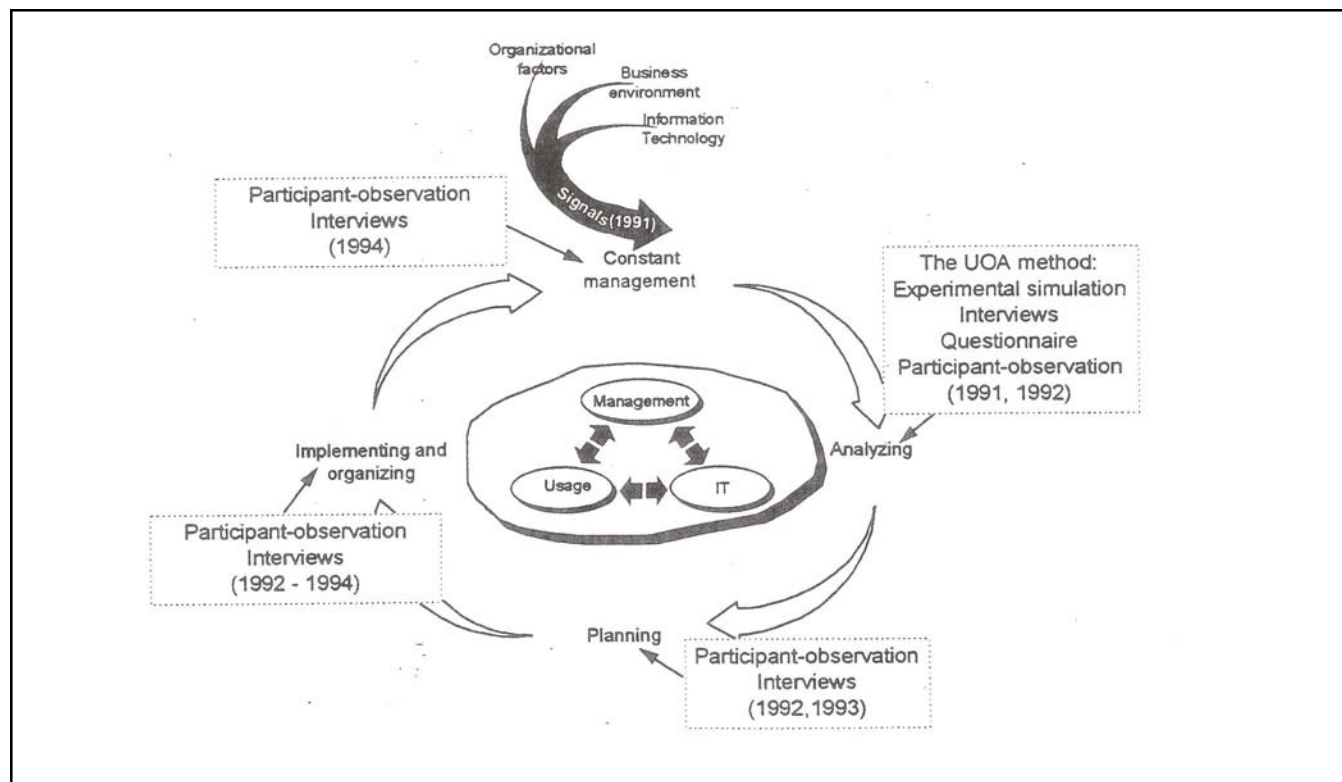 Organizational
factors
Business
environment
Information
Technology
Signals (1991)
Participant-observation
Interviews
(1994)
Constant
management
The UOA method:
Experimental simulation
Interviews
Questionnaire
Participant-observation
(1991, 1992)
Management
Implementing and
organizing
Analyzing
Usage
IT
Participant-observation
Interviews
(1992 - 1994)
Planning
Participant-observation
Interviews
(1992,1993)